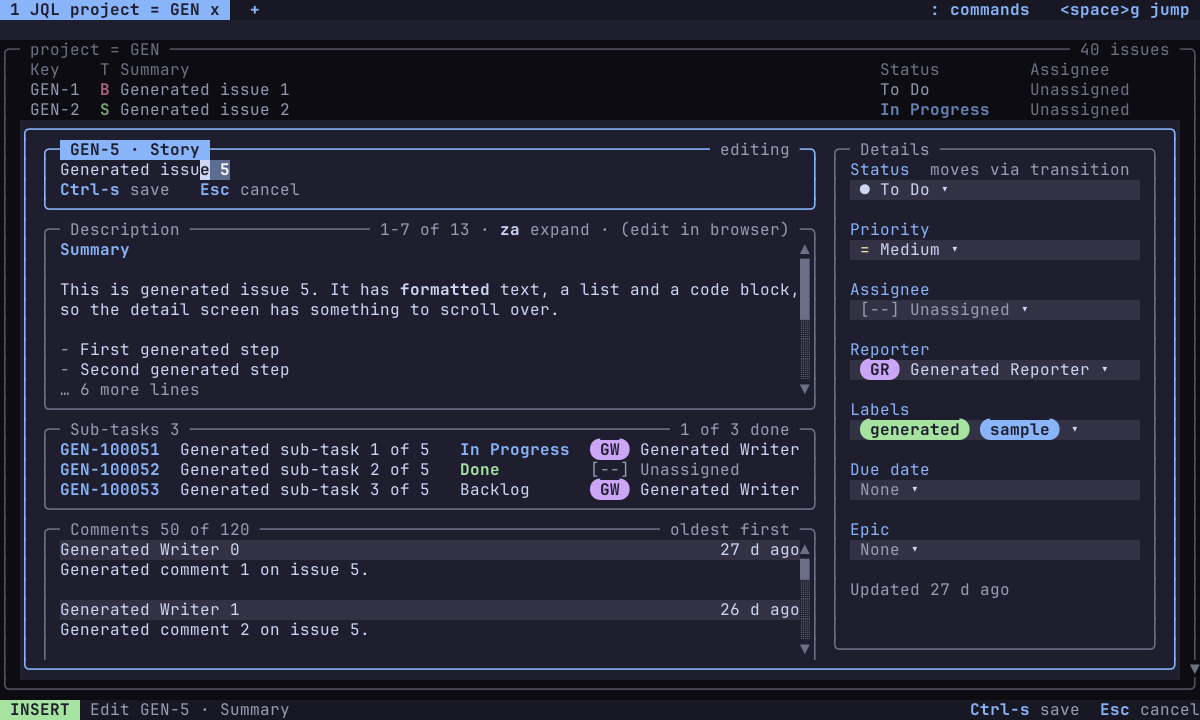 1 JQL project = GEN x + : commands <space>g jump
project = GEN 40 issues
Key T Summary Status Assignee
GEN-1 B Generated issue 1 To Do Unassigned
GEN-2 S Generated issue 2 In Progress Unassigned
GEN-5 · Story editing
Generated issue 5
Ctrl-s save Esc cancel
Description 1-7 of 13 · za expand · (edit in browser)
Summary
This is generated issue 5. It has formatted text, a list and a code block,
so the detail screen has something to scroll over.
- First generated step
- Second generated step
… 6 more lines
Sub-tasks 3 1 of 3 done
GEN-100051 Generated sub-task 1 of 5 In Progress GW Generated Writer
GEN-100052 Generated sub-task 2 of 5 Done [--] Unassigned
GEN-100053 Generated sub-task 3 of 5 Backlog GW Generated Writer
Comments 50 of 120 oldest first
Generated Writer 0 27 d ago
Generated comment 1 on issue 5.
Generated Writer 1 26 d ago
Generated comment 2 on issue 5.
Details
Status moves via transition
● To Do ▾
Priority
= Medium ▾
Assignee
[--] Unassigned ▾
Reporter
GR Generated Reporter ▾
Labels
generated sample ▾
Due date
None ▾
Epic
None ▾
Updated 27 d ago
INSERT Edit GEN-5 · Summary Ctrl-s save Esc cancel